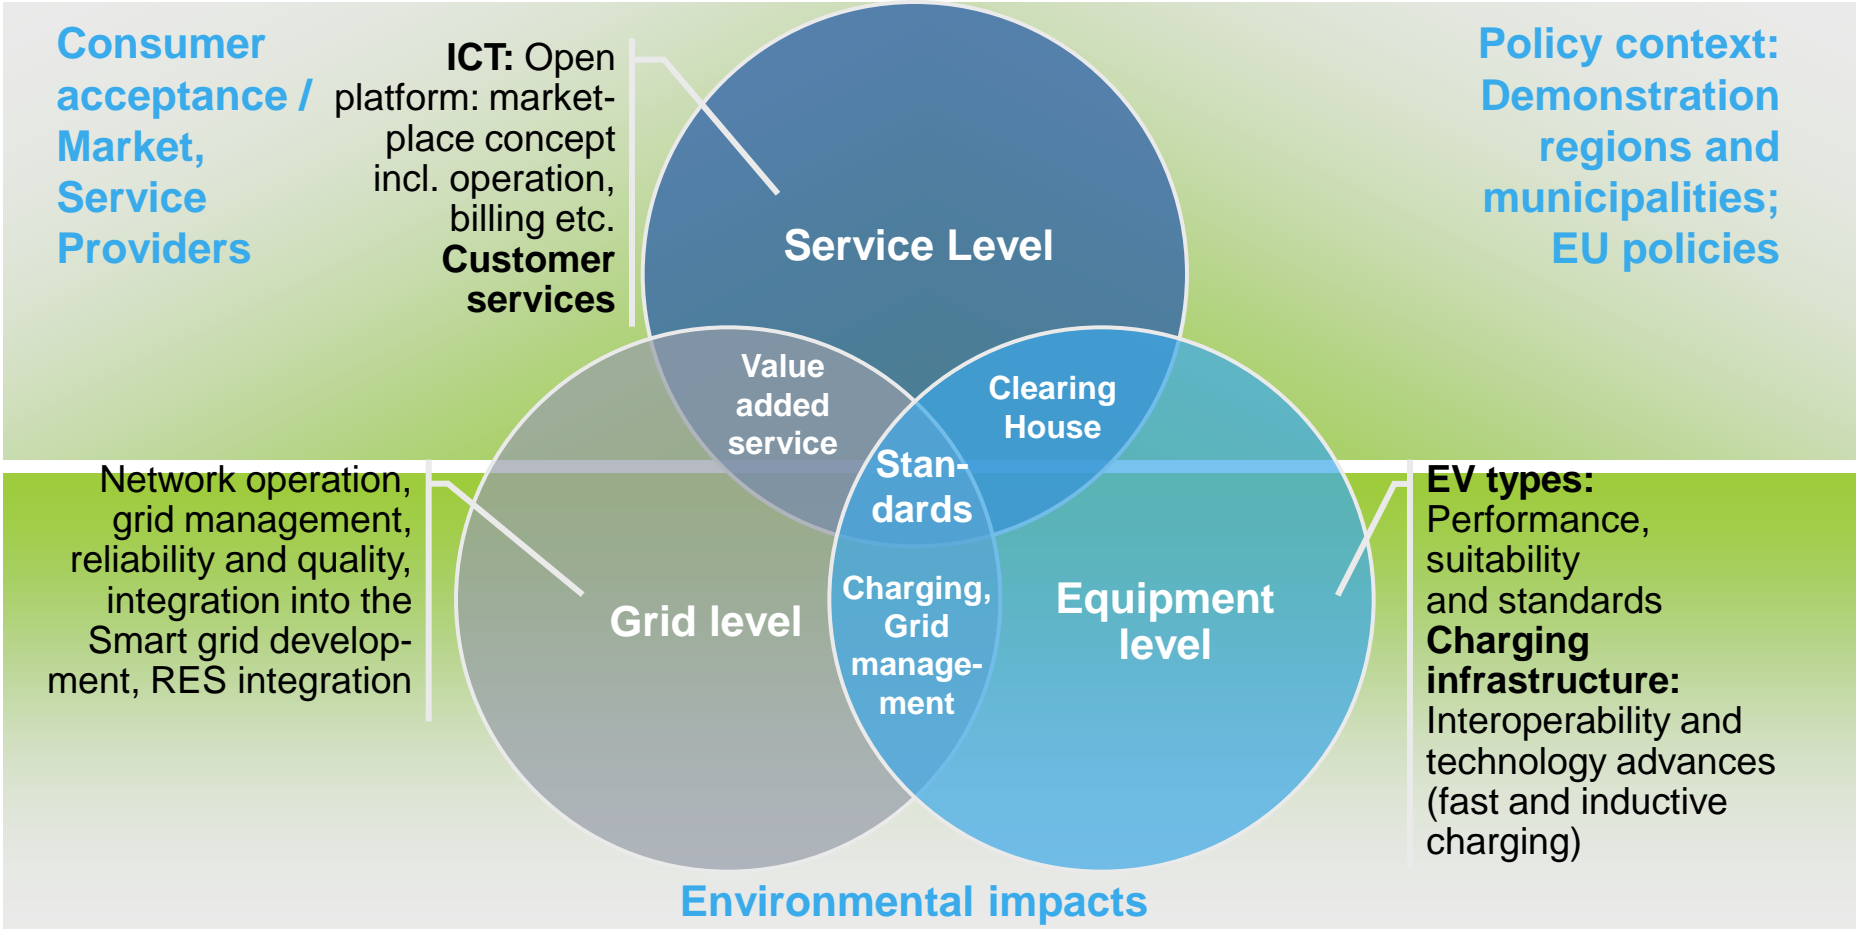 Consumer
acceptance /
Market,
Service
Providers
ICT: Open
platform: market-
place concept
incl. operation,
billing etc.
Customer
services
Policy context:
Demonstration
regions and
municipalities;
EU policies
Service Level
Value
added
service
Clearing
House
Stan-
dards
Network operation,
grid management,
reliability and quality,
integration into the
Smart grid develop-
ment, RES integration
Grid level
Charging,
Grid
manage-
ment
Equipment
level
EV types:
Performance,
suitability
and standards
Charging
infrastructure:
Interoperability and
technology advances
(fast and inductive
charging)
Environmental impacts